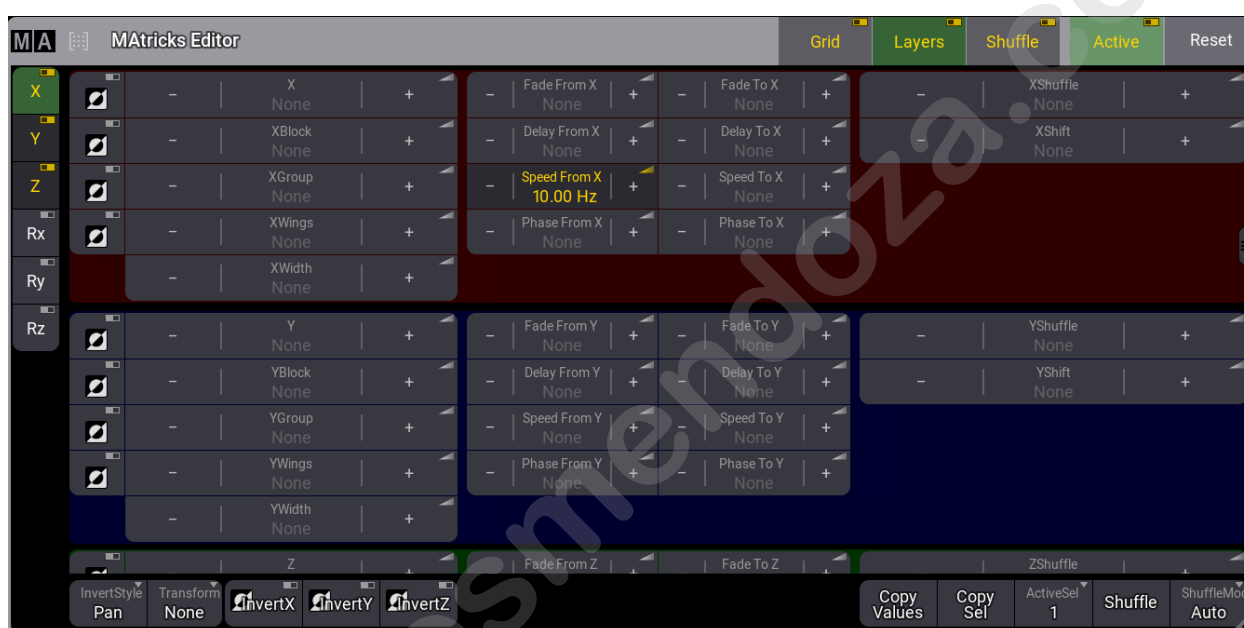 MA MAtricks Editor Grid Layers Shuffle Active Reset
X
Y
Z
Rx
Ry
Rz
- X None +
- Fade From X None +
- Fade To X None +
- XShuffle None +
- XBlock None +
- Delay From X None +
- Delay To X None +
- XShift None +
- XGroup None +
- Speed From X 10.00 Hz +
- Speed To X None +
- XWings None +
- Phase From X None +
- Phase To X None +
- XWidth None +
- Y None +
- Fade From Y None +
- Fade To Y None +
- YShuffle None +
- YBlock None +
- Delay From Y None +
- Delay To Y None +
- YShift None +
- YGroup None +
- Speed From Y None +
- Speed To Y None +
- YWings None +
- Phase From Y None +
- Phase To Y None +
- YWidth None +
Z
Fade From Z
Fade To Z
ZShuffle
InvertStyle Pan
Transform None
InvertX
InvertY
InvertZ
Copy Values
Copy Sel
ActiveSel 1
Shuffle
Auto